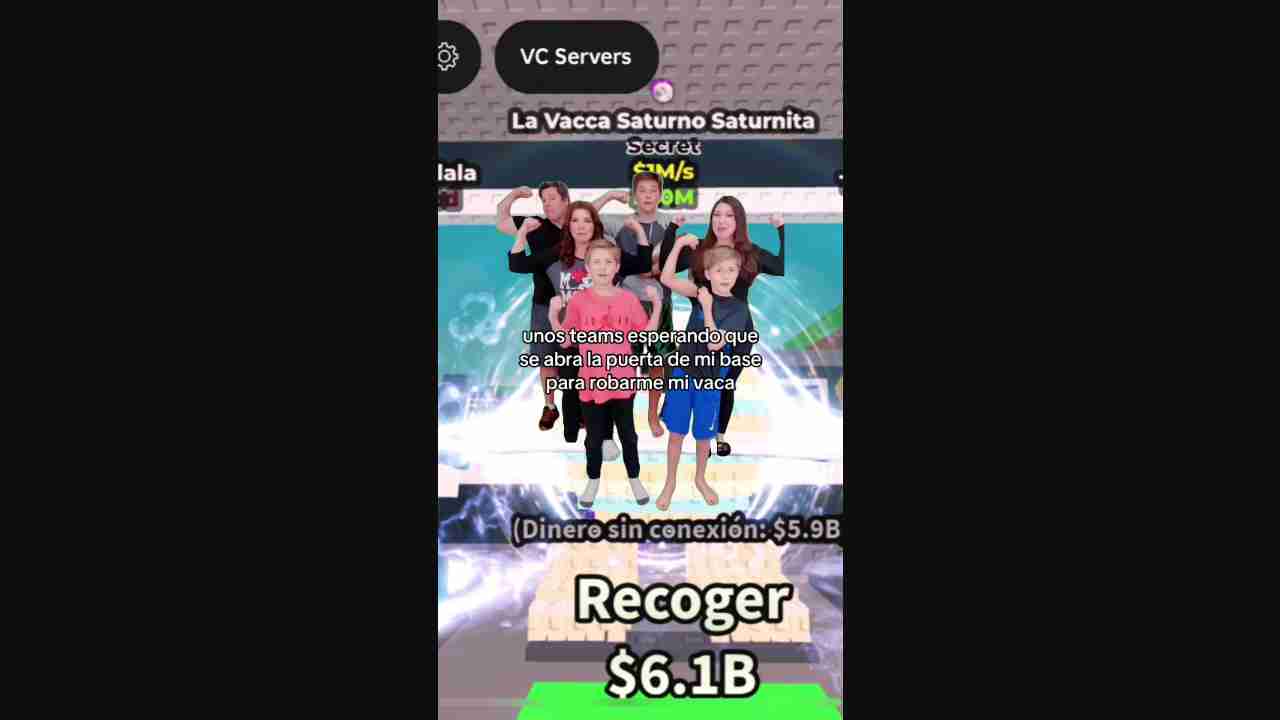 VC Servers
La Vacca Saturno Saturnita
Secret
lala
$1M/s
0M
unos teams esperando que
se abra la puerta de mi base
para robarme mi vaca
(Dinero sin conexión: $5.9B
Recoger
$6.1B